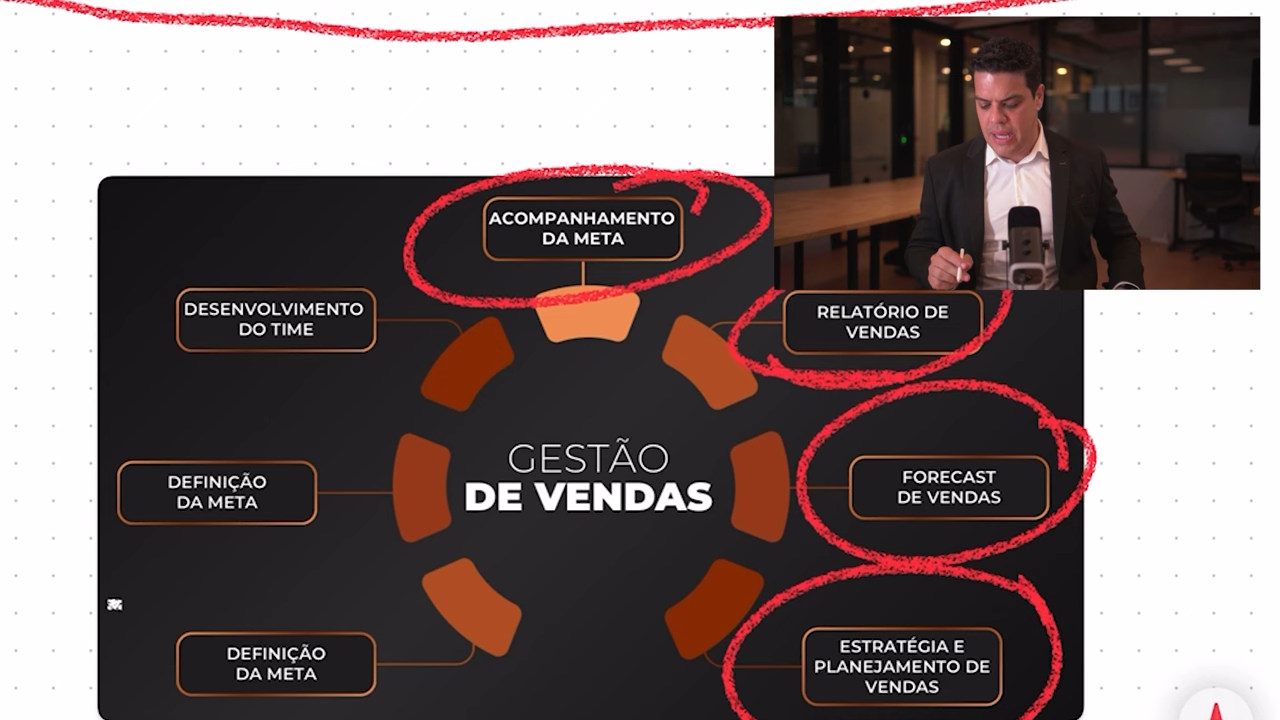 ACOMPANHAMENTO
DA META
DESENVOLVIMENTO
DO TIME
RELATÓRIO DE
VENDAS
GESTÃO
DE VENDAS
DEFINIÇÃO
DA META
FORECAST
DE VENDAS
DEFINIÇÃO
DA META
ESTRATÉGIA E
PLANEJAMENTO DE
VENDAS